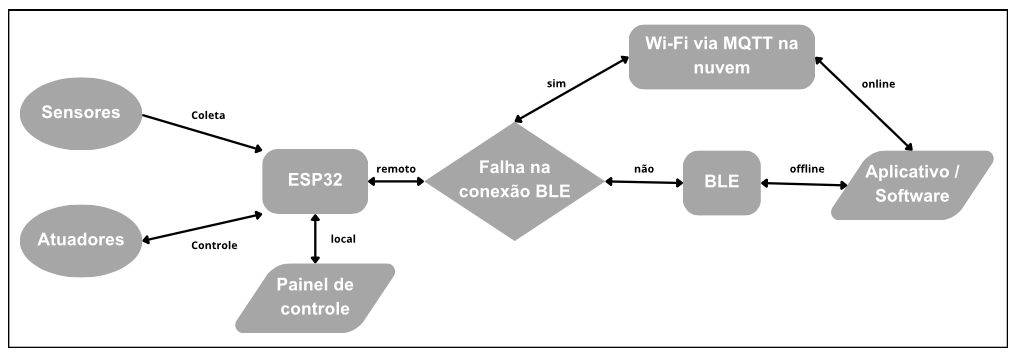 Wi-Fi via MQTT na
nuvem
sim
online
Sensores
Coleta
ESP32
remoto
Falha na
conexão BLE
não
BLE
offline
Aplicativo /
Software
Atuadores
Controle
local
Painel de
controle